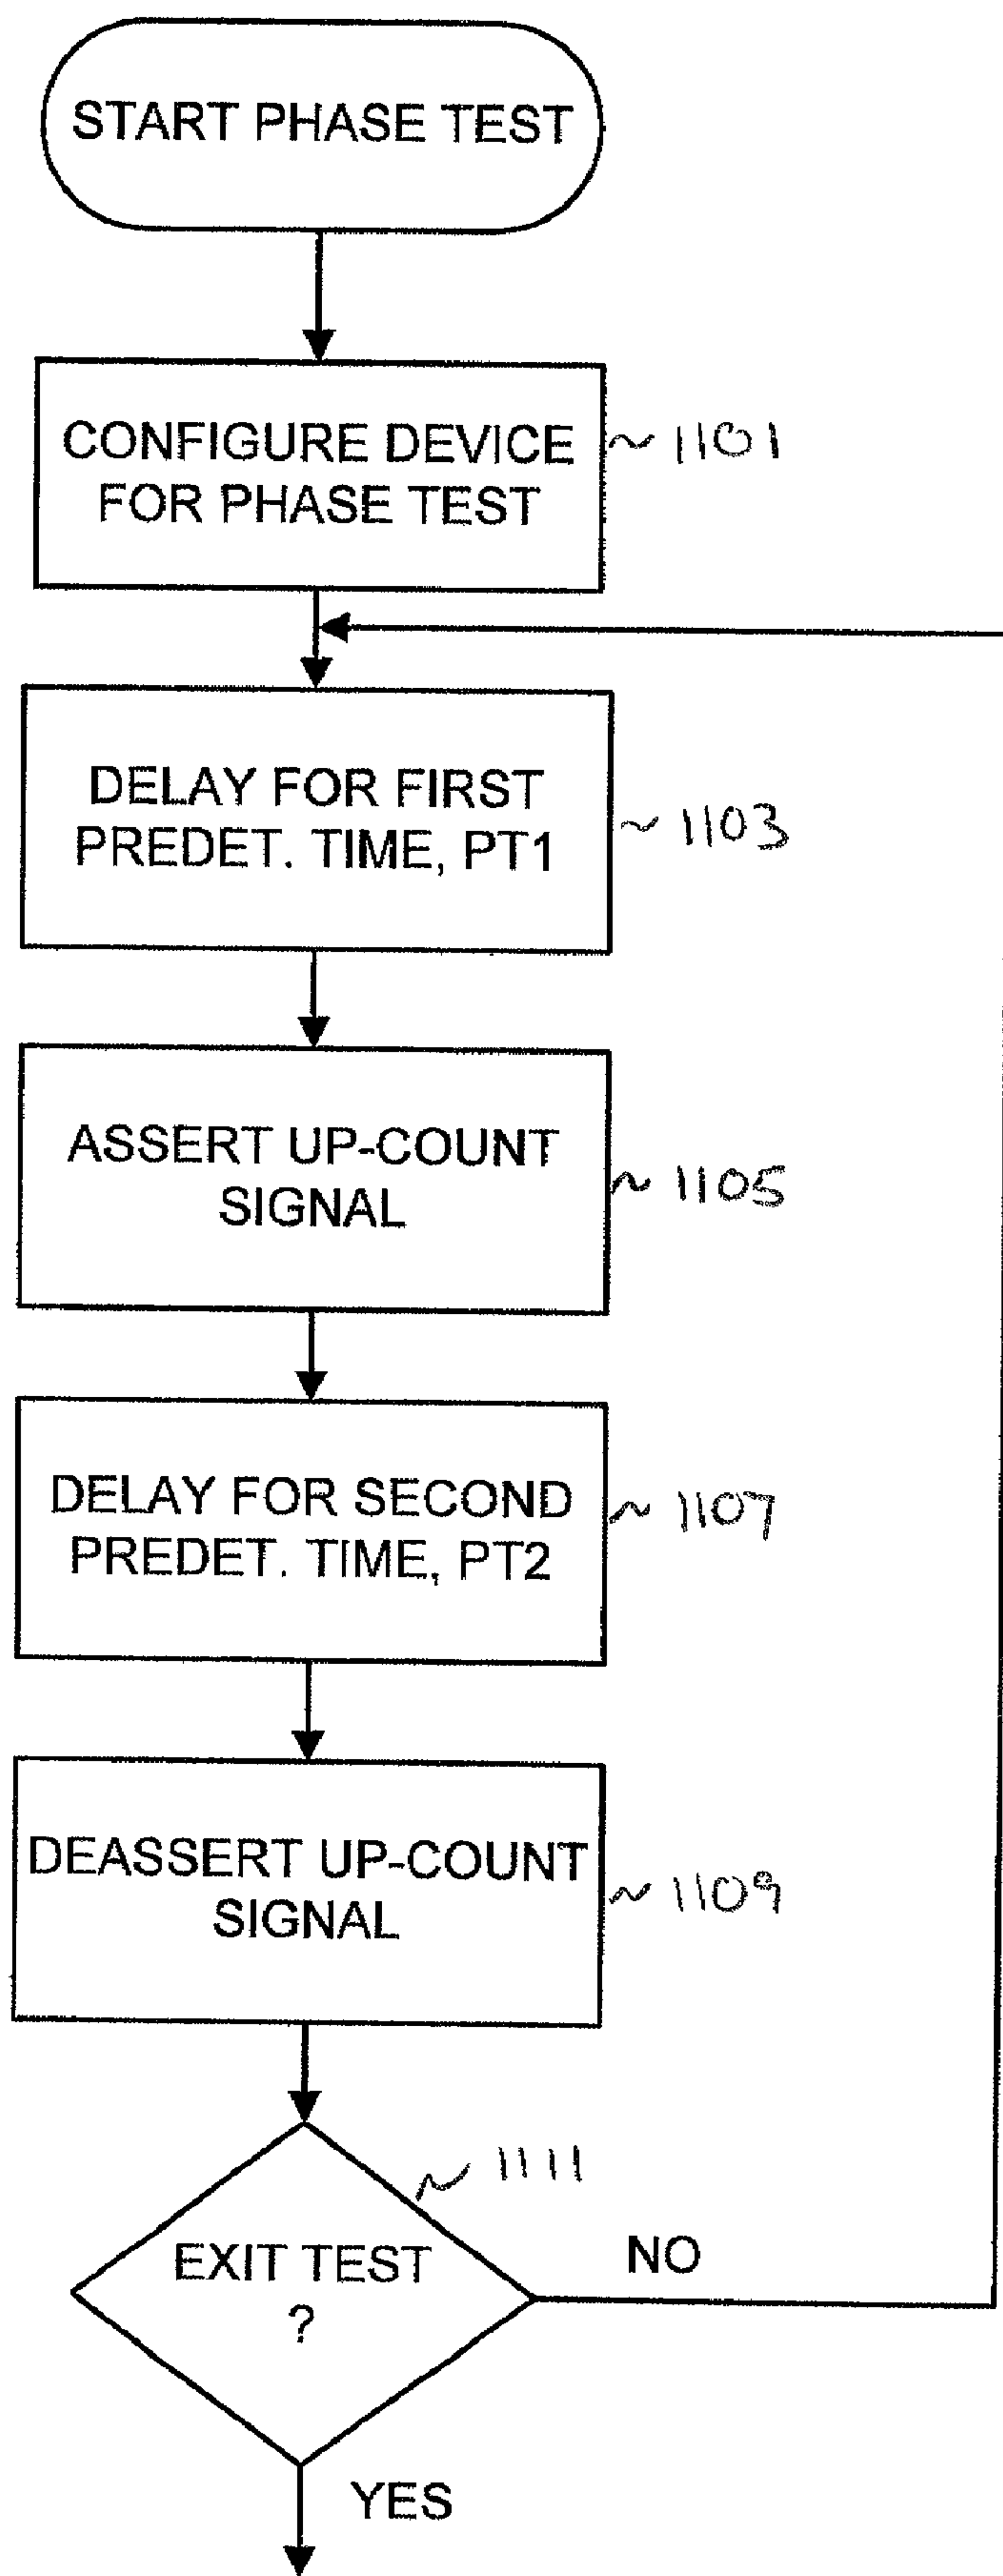 START PHASE TEST
CONFIGURE DEVICE
FOR PHASE TEST
~ 1101
DELAY FOR FIRST
PREDET. TIME, PT1
~ 1103
ASSERT UP-COUNT
SIGNAL
~ 1105
DELAY FOR SECOND
PREDET. TIME, PT2
~ 1107
DEASSERT UP-COUNT
SIGNAL
~ 1109
~ 1111
EXIT TEST
?
NO
YES